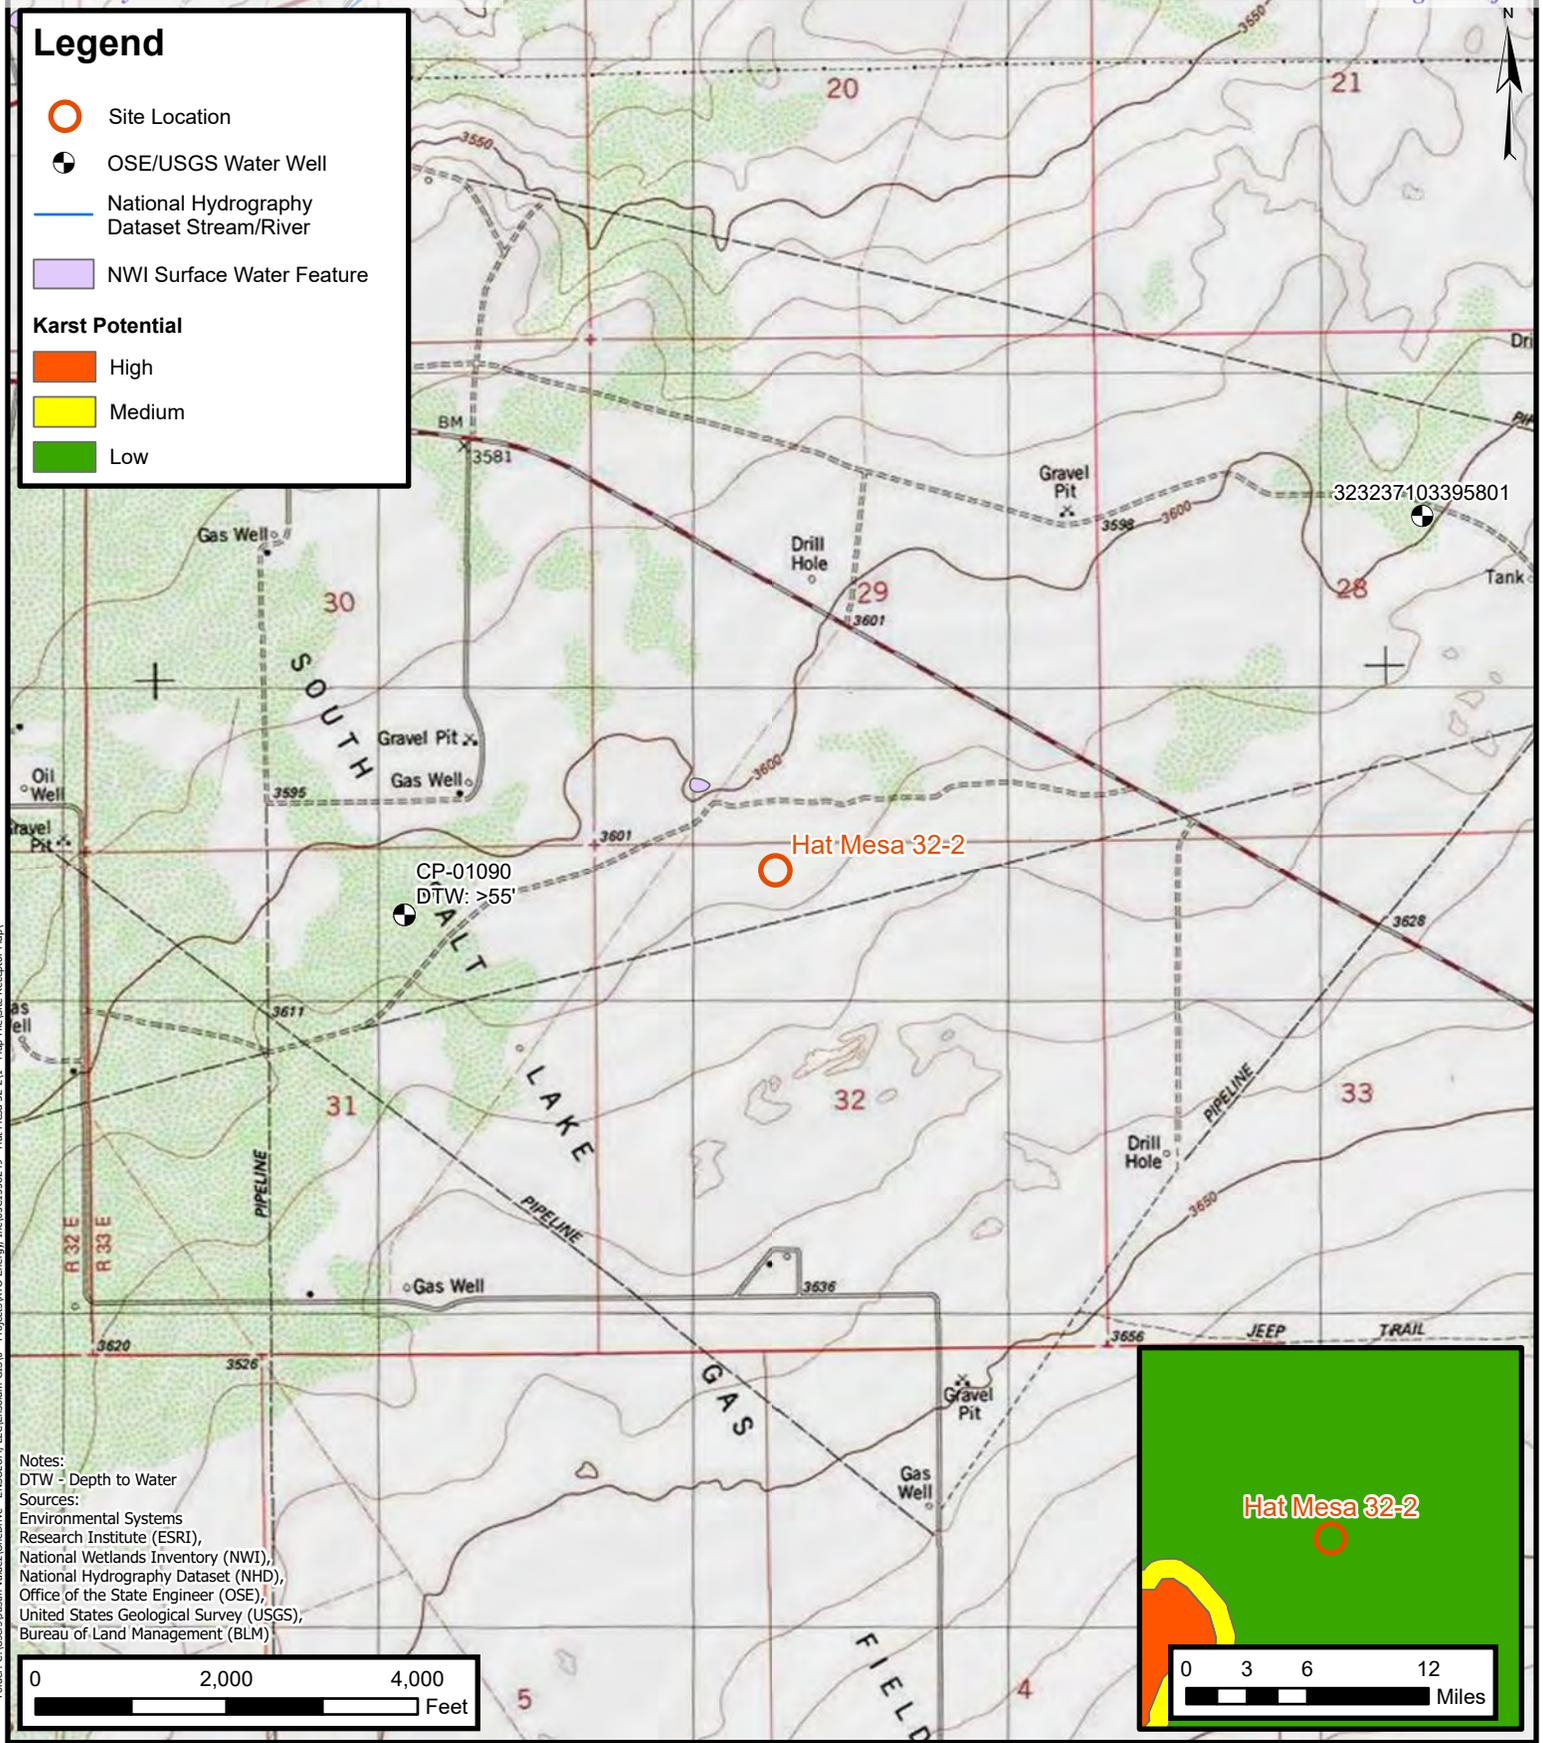 Legend
Site Location
OSE/USGS Water Well
National Hydrography
Dataset Stream/River
NWI Surface Water Feature
Karst Potential
High
Medium
Low
N
3650
20
21
3550
BM
3581
Gravel
Pit
3598
3600
323237103395801
Gas Well
Drill
Hole
30
29
28
Tank
3601
SOUTH
Gravel Pit
Gas Well
3600
Oil
Well
3595
3601
Pit
Hat Mesa 32-2
CP-01090
DTW: >55'
SALT
3628
3611
LAKE
31
32
33
PIPELINE
Drill
Hole
PIPELINE
PIPELINE
3650
R 32 E
R 33 E
Gas Well
3636
3620
3526
3656
JEEP TRAIL
GAS
Gravel
Pit
Gas
Well
FIELD
5
4
Notes:
DTW - Depth to Water
Sources:
Environmental Systems
Research Institute (ESRI),
National Wetlands Inventory (NWI),
National Hydrography Dataset (NHD),
Office of the State Engineer (OSE),
United States Geological Survey (USGS),
Bureau of Land Management (BLM)
0 2,000 4,000
Feet
Hat Mesa 32-2
0 3 6 12
Miles